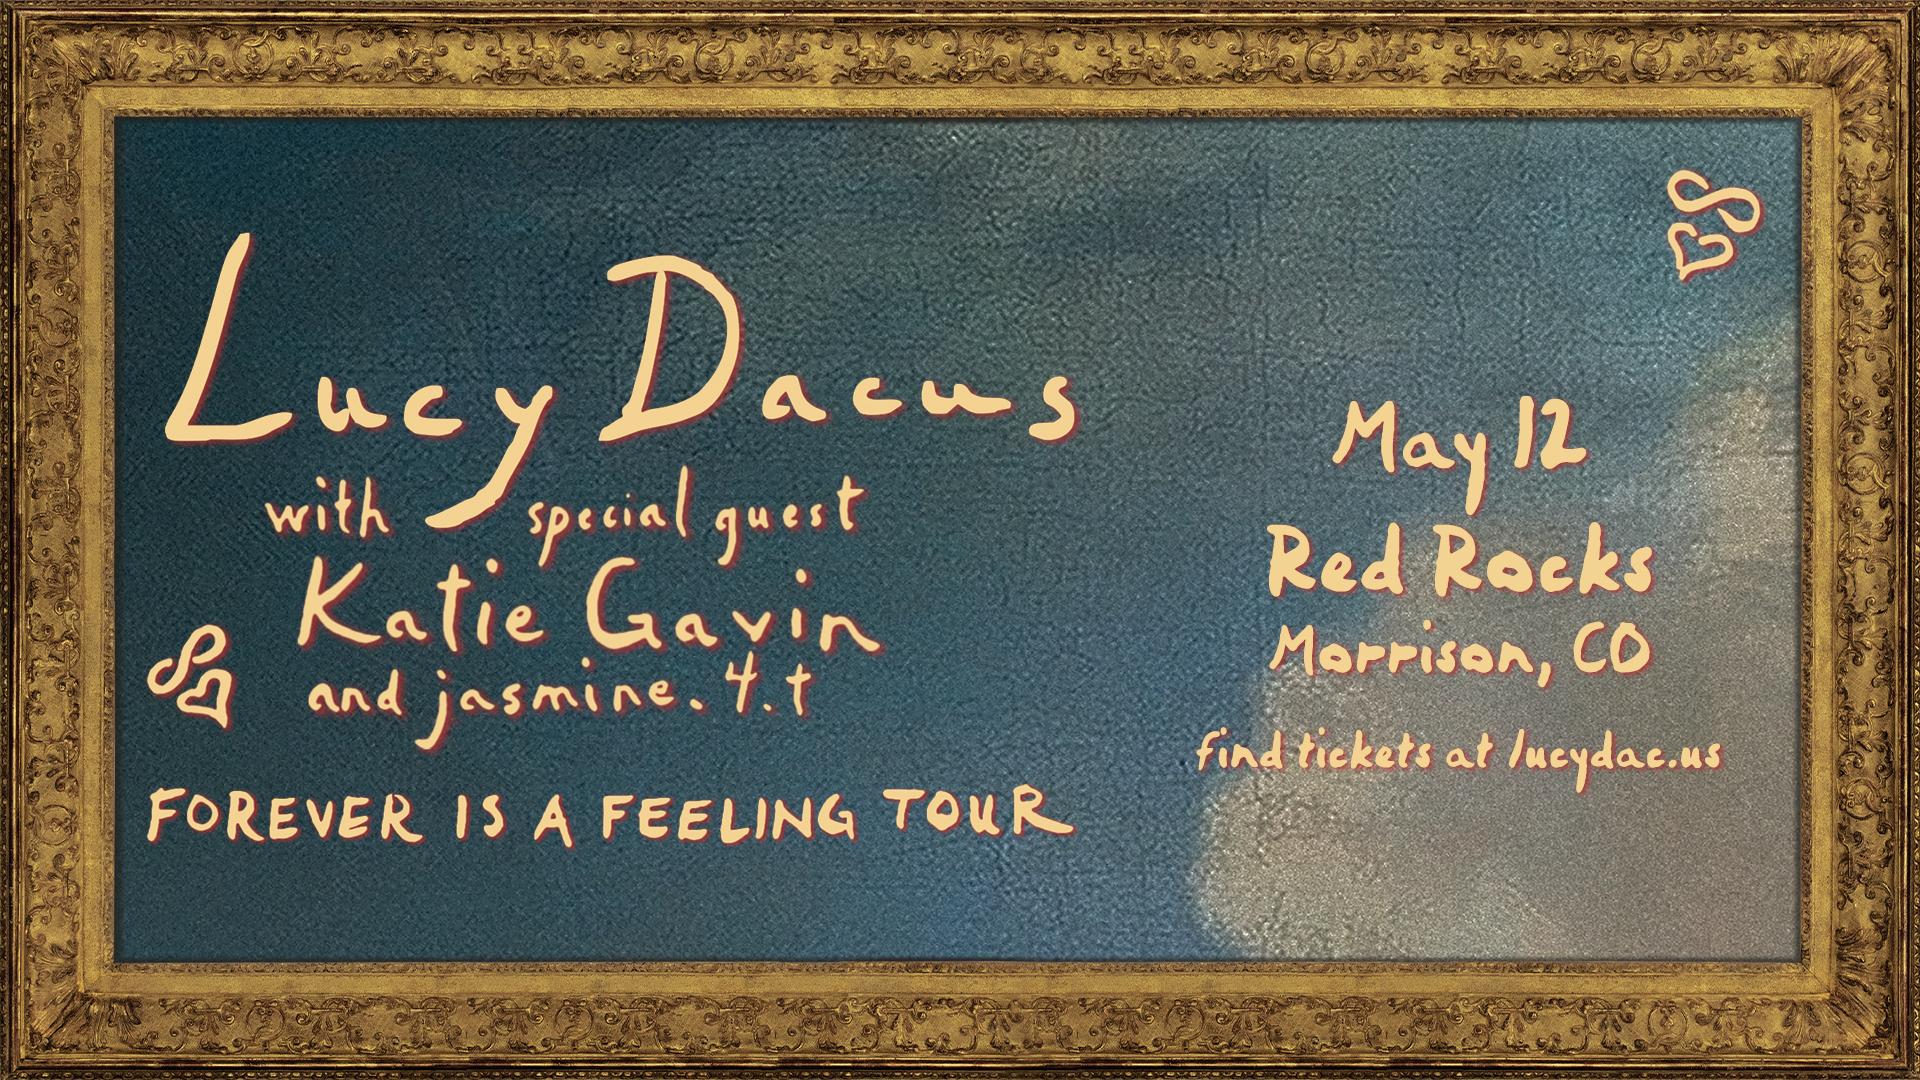 Lucy Dacus
with special guest
Katie Gavin
and jasmine.4.t
FOREVER IS A FEELING TOUR
May 12
Red Rocks
Morrison, CO
find tickets at lucydac.us